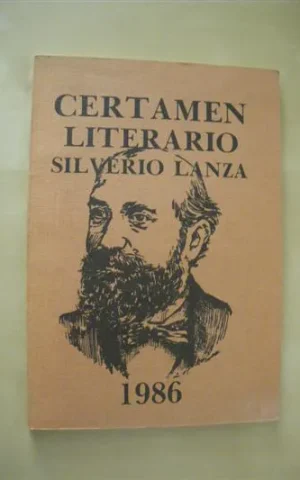 CERTAMEN
LITERARIO
SILVERIO LANZA
1986